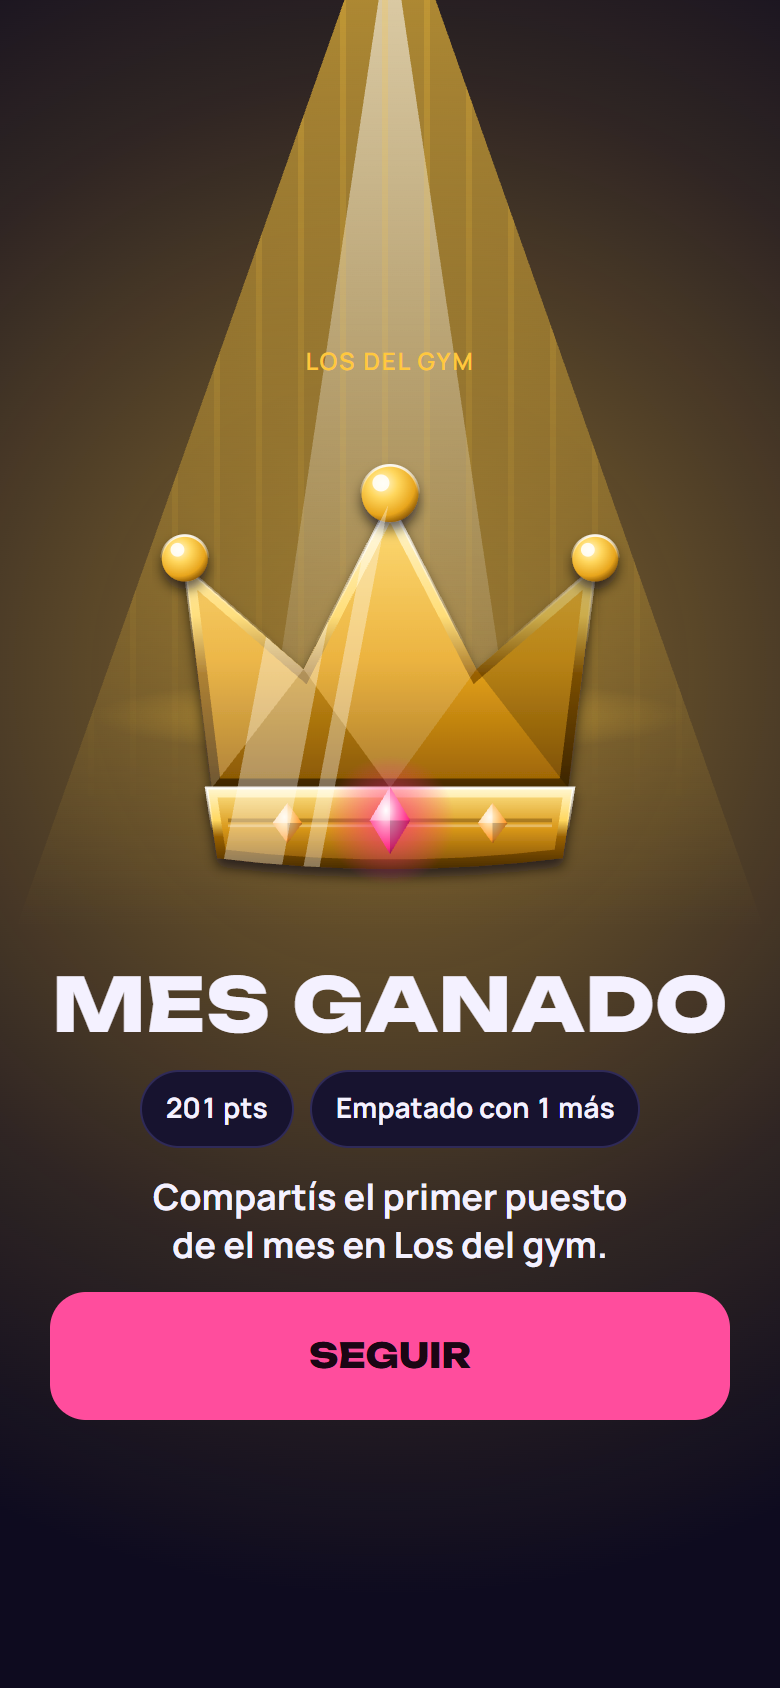 LOS DEL GYM
MES GANADO
201 pts
Empatado con 1 más
Compartís el primer puesto
de el mes en Los del gym.
SEGUIR